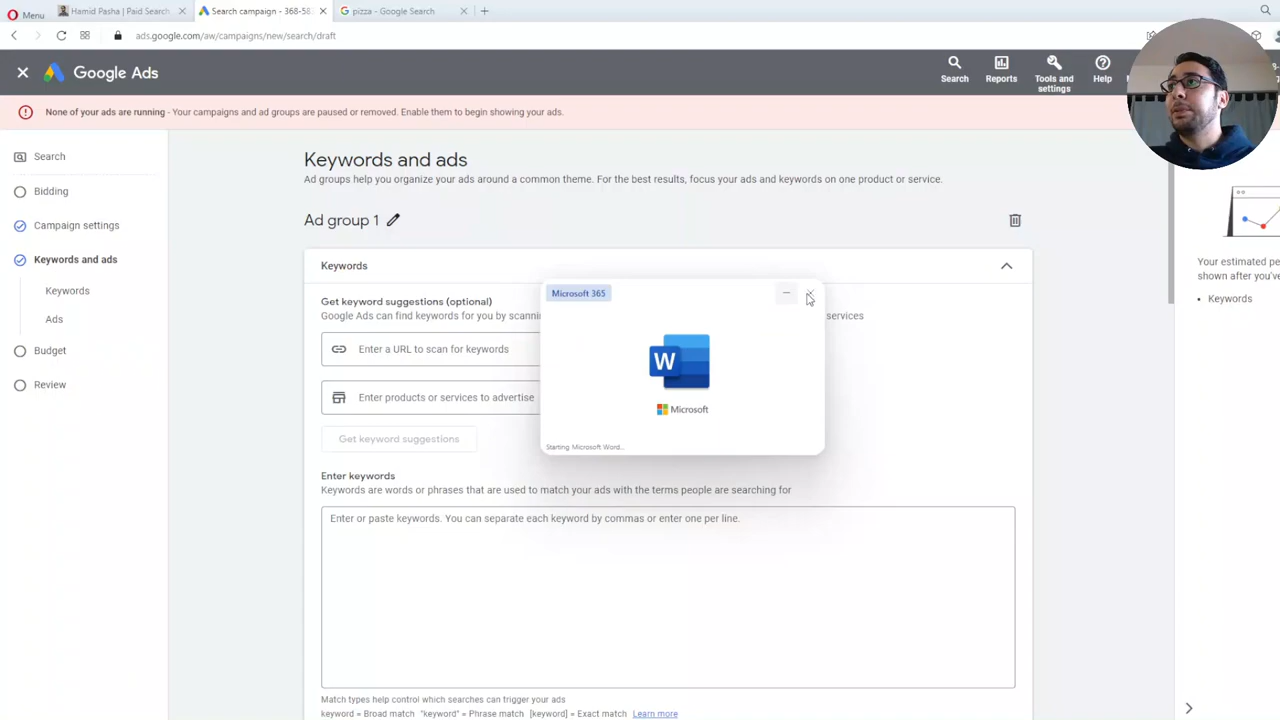 Menu
Hamid Pasha | Paid Search
Search campaign - 368-58
pizza - Google Search
ads.google.com/aw/campaigns/new/search/draft
Google Ads
Search
Reports
Tools and
settings
Help
None of your ads are running - Your campaigns and ad groups are paused or removed. Enable them to begin showing your ads.
Search
Bidding
Campaign settings
Keywords and ads
Keywords
Ads
Budget
Review
Keywords and ads
Ad groups help you organize your ads around a common theme. For the best results, focus your ads and keywords on one product or service.
Ad group 1
Keywords
Get keyword suggestions (optional)
Google Ads can find keywords for you by scanni
services
Enter a URL to scan for keywords
Enter products or services to advertise
Get keyword suggestions
Microsoft 365
W
Microsoft
Starting Microsoft Word...
Enter keywords
Keywords are words or phrases that are used to match your ads with the terms people are searching for
Enter or paste keywords. You can separate each keyword by commas or enter one per line.
Match types help control which searches can trigger your ads
keyword = Broad match "keyword" = Phrase match [keyword] = Exact match Learn more
Your estimated pe
shown after you've
• Keywords